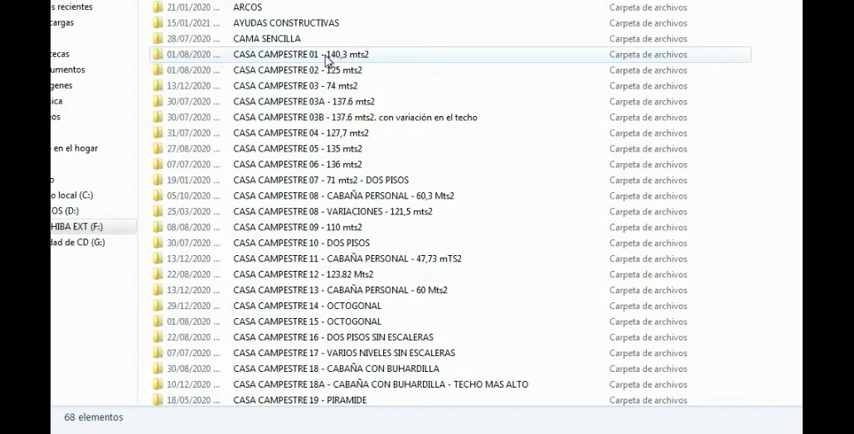 s recientes
cargas
tecas
umentos
genes
sica
os
en el hogar
o
o local (C:)
OS (D:)
HIBA EXT (F:)
dad de CD (G:)
21/01/2020 ... ARCOS Carpeta de archivos
15/01/2021 ... AYUDAS CONSTRUCTIVAS Carpeta de archivos
28/07/2020 ... CAMA SENCILLA Carpeta de archivos
01/08/2020 ... CASA CAMPESTRE 01 - 140,3 mts2 Carpeta de archivos
01/08/2020 ... CASA CAMPESTRE 02 - 125 mts2 Carpeta de archivos
13/12/2020 ... CASA CAMPESTRE 03 - 74 mts2 Carpeta de archivos
30/07/2020 ... CASA CAMPESTRE 03A - 137.6 mts2 Carpeta de archivos
30/07/2020 ... CASA CAMPESTRE 03B - 137.6 mts2. con variación en el techo Carpeta de archivos
31/07/2020 ... CASA CAMPESTRE 04 - 127,7 mts2 Carpeta de archivos
27/08/2020 ... CASA CAMPESTRE 05 - 135 mts2 Carpeta de archivos
07/07/2020 ... CASA CAMPESTRE 06 - 136 mts2 Carpeta de archivos
19/01/2020 ... CASA CAMPESTRE 07 - 71 mts2 - DOS PISOS Carpeta de archivos
05/10/2020 ... CASA CAMPESTRE 08 - CABAÑA PERSONAL - 60,3 Mts2 Carpeta de archivos
25/03/2020 ... CASA CAMPESTRE 08 - VARIACIONES - 121,5 mts2 Carpeta de archivos
08/08/2020 ... CASA CAMPESTRE 09 - 110 mts2 Carpeta de archivos
30/07/2020 ... CASA CAMPESTRE 10 - DOS PISOS Carpeta de archivos
13/12/2020 ... CASA CAMPESTRE 11 - CABAÑA PERSONAL - 47,73 mTS2 Carpeta de archivos
22/08/2020 ... CASA CAMPESTRE 12 - 123.82 Mts2 Carpeta de archivos
13/12/2020 ... CASA CAMPESTRE 13 - CABAÑA PERSONAL - 60 Mts2 Carpeta de archivos
29/12/2020 ... CASA CAMPESTRE 14 - OCTOGONAL Carpeta de archivos
01/08/2020 ... CASA CAMPESTRE 15 - OCTOGONAL Carpeta de archivos
22/08/2020 ... CASA CAMPESTRE 16 - DOS PISOS SIN ESCALERAS Carpeta de archivos
07/07/2020 ... CASA CAMPESTRE 17 - VARIOS NIVELES SIN ESCALERAS Carpeta de archivos
30/08/2020 ... CASA CAMPESTRE 18 - CABAÑA CON BUHARDILLA Carpeta de archivos
10/12/2020 ... CASA CAMPESTRE 18A - CABAÑA CON BUHARDILLA - TECHO MAS ALTO Carpeta de archivos
18/05/2020 ... CASA CAMPESTRE 19 - PIRAMIDE Carpeta de archivos
68 elementos